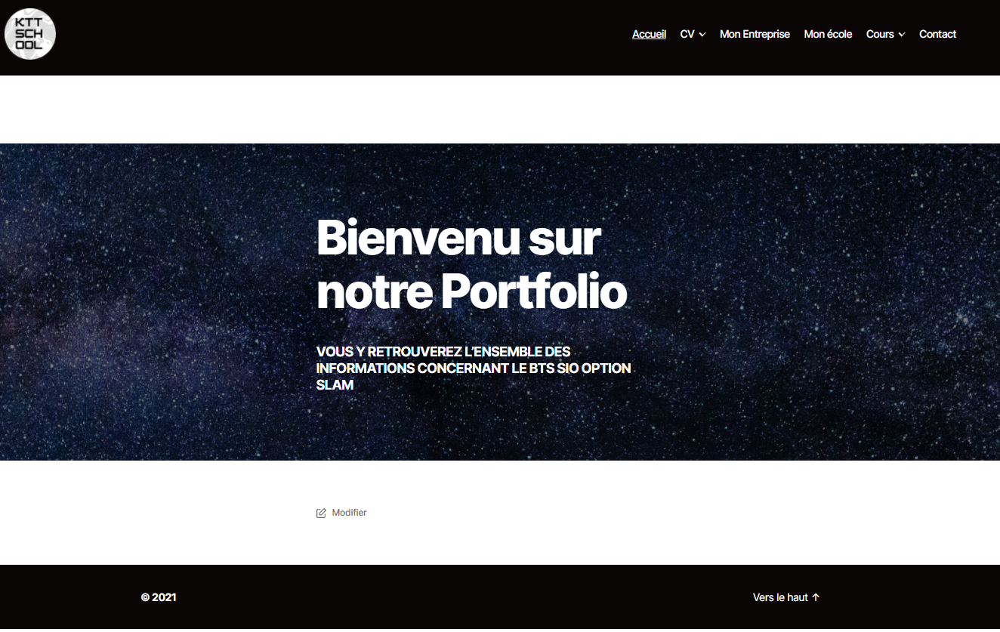 KTT
SCH
OOL
Accueil CV Mon Entreprise Mon école Cours Contact
Bienvenu sur
notre Portfolio
VOUS Y RETROUVEREZ L’ENSEMBLE DES
INFORMATIONS CONCERNANT LE BTS SIO OPTION
SLAM
Modifier
© 2021 Vers le haut ↑